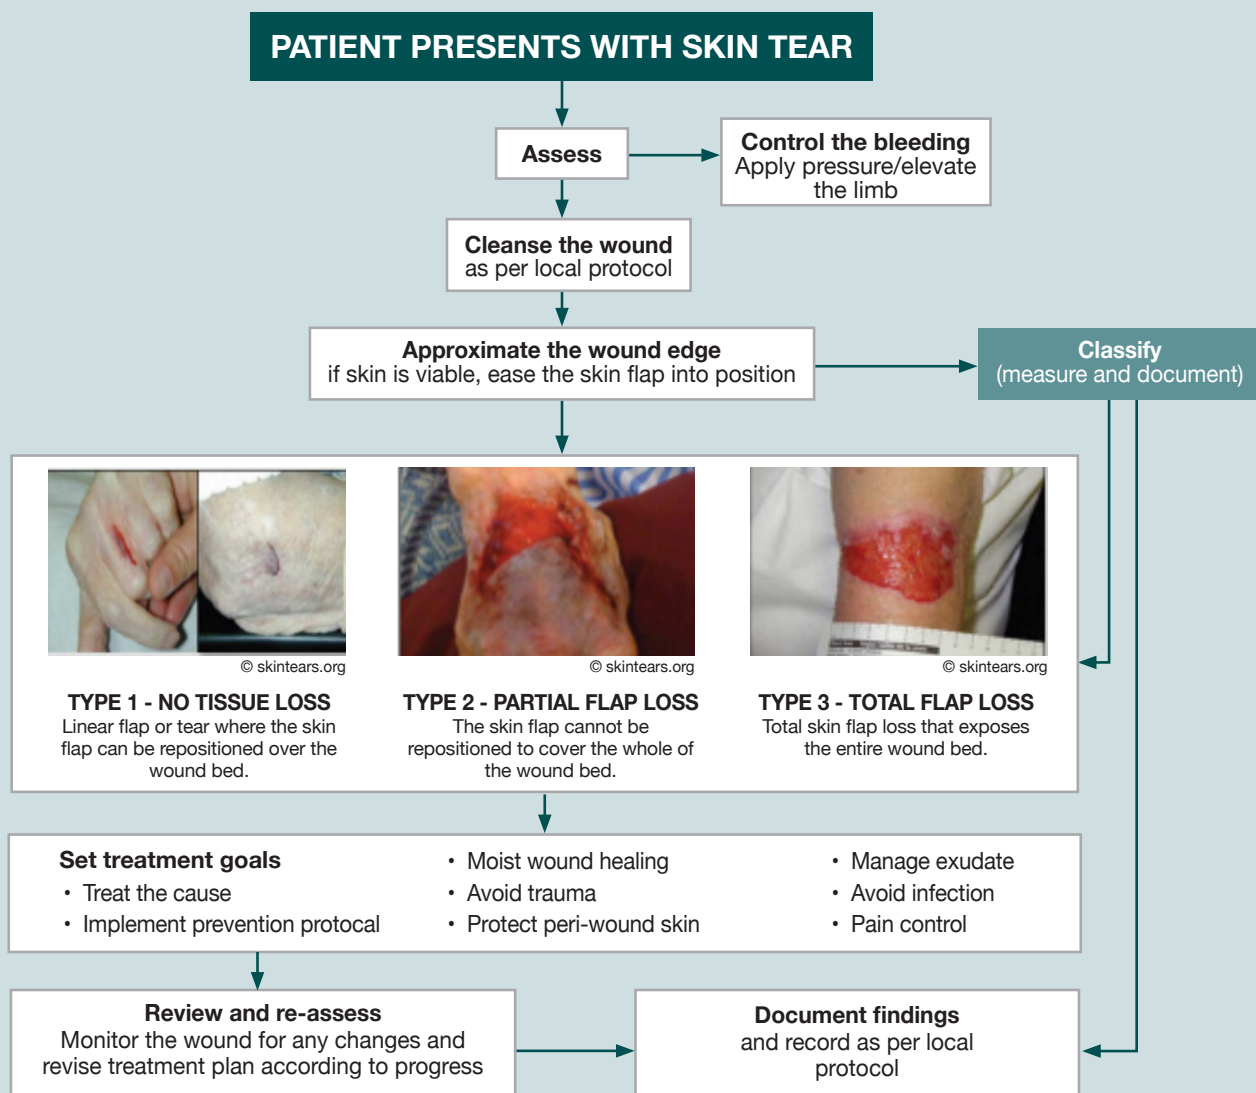 PATIENT PRESENTS WITH SKIN TEAR
Assess
Control the bleeding
Apply pressure/elevate
the limb
Cleanse the wound
as per local protocol
Approximate the wound edge
if skin is viable, ease the skin flap into position
Classify
(measure and document)
© skintears.org
© skintears.org
© skintears.org
TYPE 1 - NO TISSUE LOSS
Linear flap or tear where the skin
flap can be repositioned over the
wound bed.
TYPE 2 - PARTIAL FLAP LOSS
The skin flap cannot be
repositioned to cover the whole of
the wound bed.
TYPE 3 - TOTAL FLAP LOSS
Total skin flap loss that exposes
the entire wound bed.
Set treatment goals
• Treat the cause
• Implement prevention protocal
• Moist wound healing
• Avoid trauma
• Protect peri-wound skin
• Manage exudate
• Avoid infection
• Pain control
Review and re-assess
Monitor the wound for any changes and
revise treatment plan according to progress
Document findings
and record as per local
protocol